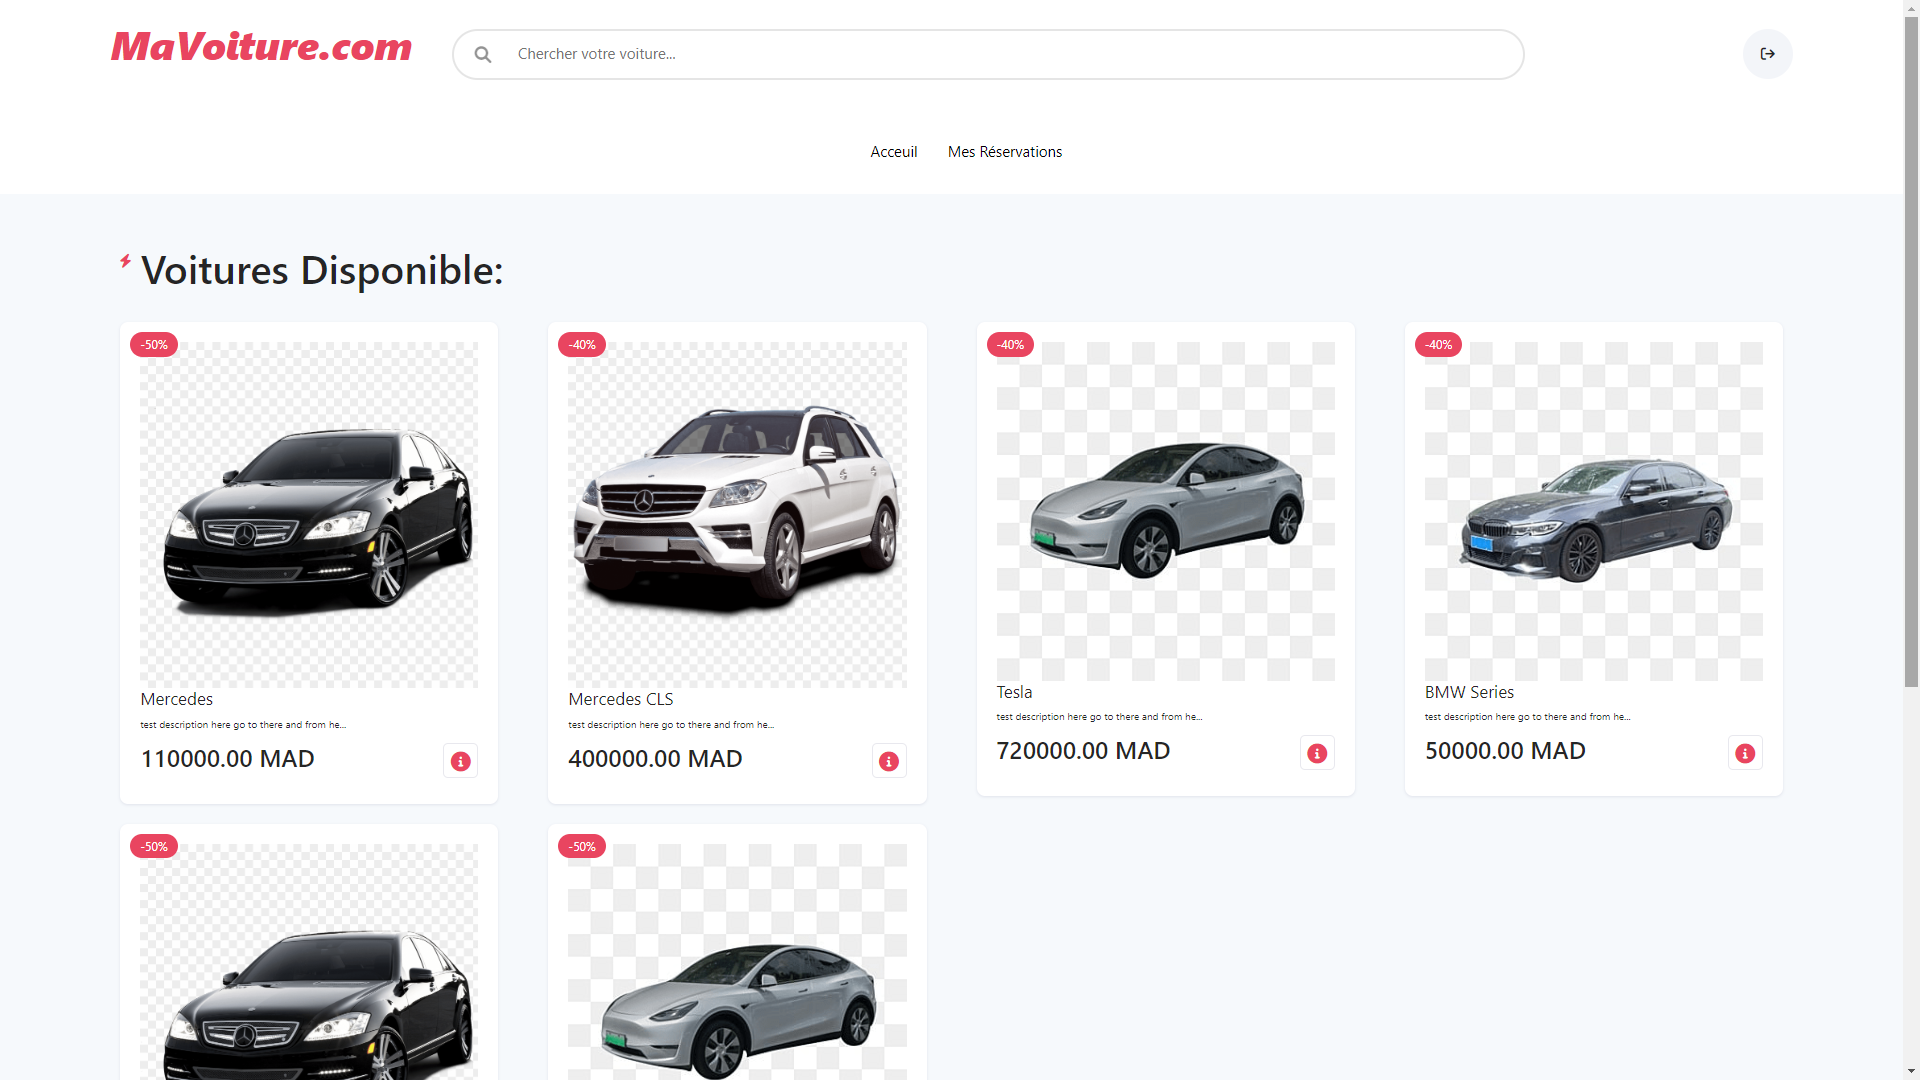 MaVoiture.com
Chercher votre voiture...
Acceuil
Mes Réservations
Voitures Disponible:
-50%
Mercedes
test description here go to there and from he...
110000.00 MAD
-40%
Mercedes CLS
test description here go to there and from he...
400000.00 MAD
-40%
Tesla
test description here go to there and from he...
720000.00 MAD
-40%
BMW Series
test description here go to there and from he...
50000.00 MAD
-50%
-50%